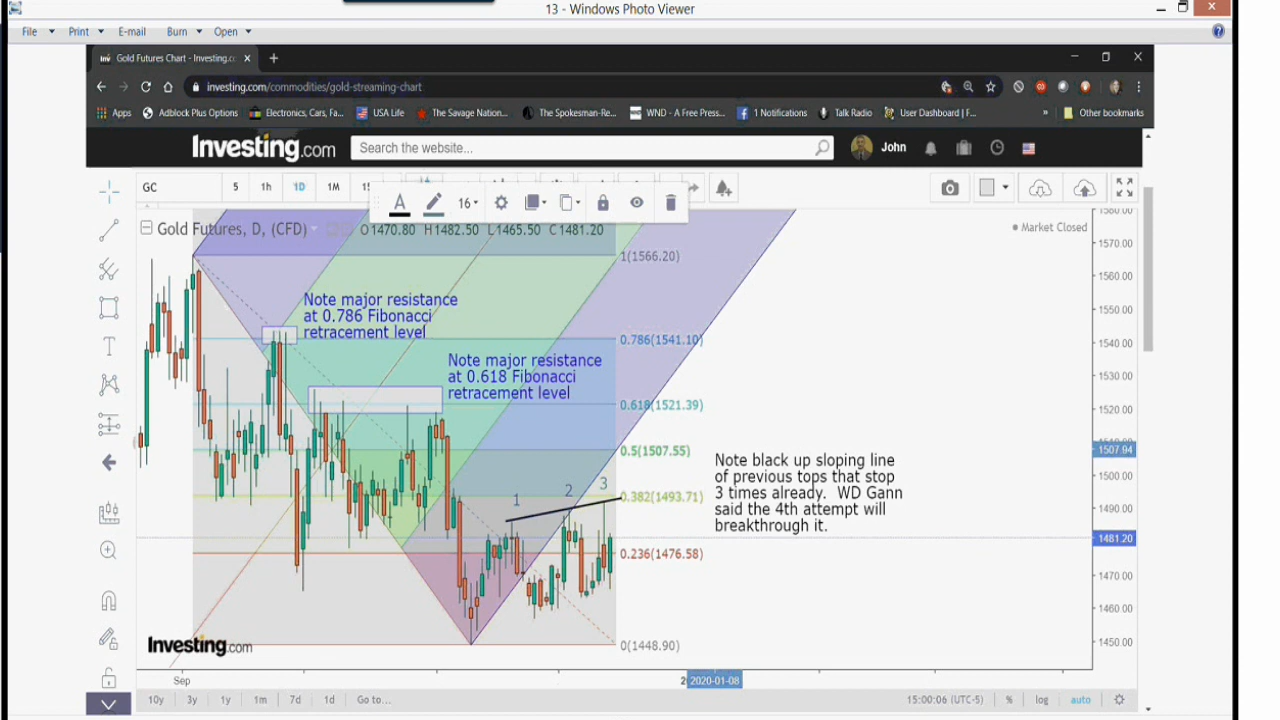 13 - Windows Photo Viewer
File Print E-mail Burn Open
Gold Futures Chart - Investing.co
investing.com/commodities/gold-streaming-chart
Apps Adblock Plus Options Electronics, Cars, Fa... USA Life The Savage Nation... The Spokesman-Re... WND - A Free Press... 1 Notifications Talk Radio User Dashboard | F... » Other bookmarks
Investing.com Search the website... John
GC 5 1h 1D 1M
A 16
Gold Futures, D, (CFD) O1470.80 H1482.50 L1465.50 C1481.20
Market Closed
1(1566.20)
1570.00
1560.00
1550.00
Note major resistance
at 0.786 Fibonacci
retracement level
0.786(1541.10)
1540.00
Note major resistance
at 0.618 Fibonacci
retracement level
1530.00
0.618(1521.39)
1520.00
0.5(1507.55)
1507.94
Note black up sloping line
of previous tops that stop
3 times already. WD Gann
said the 4th attempt will
breakthrough it.
1 2 3
0.382(1493.71)
1500.00
1490.00
1481.20
0.236(1476.58)
1470.00
1460.00
0(1448.90)
1450.00
Investing.com
Sep 2020-01-08
10y 3y 1y 1m 7d 1d Go to... 15:00:06 (UTC-5) % log auto